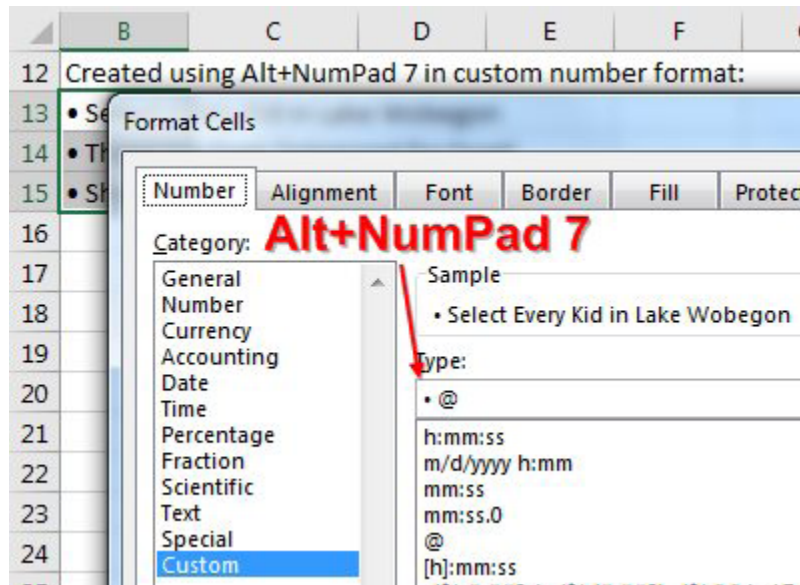 B C D E F
12 Created using Alt+NumPad 7 in custom number format:
13 • Se
14 • Th
15 • Sh
16
17
18
19
20
21
22
23
24
Format Cells
Number Alignment Font Border Fill Protec
Alt+NumPad 7
Category:
General
Number
Currency
Accounting
Date
Time
Percentage
Fraction
Scientific
Text
Special
Custom
Sample
• Select Every Kid in Lake Wobegon
Type:
• @
h:mm:ss
m/d/yyyy h:mm
mm:ss
mm:ss.0
@
[h]:mm:ss